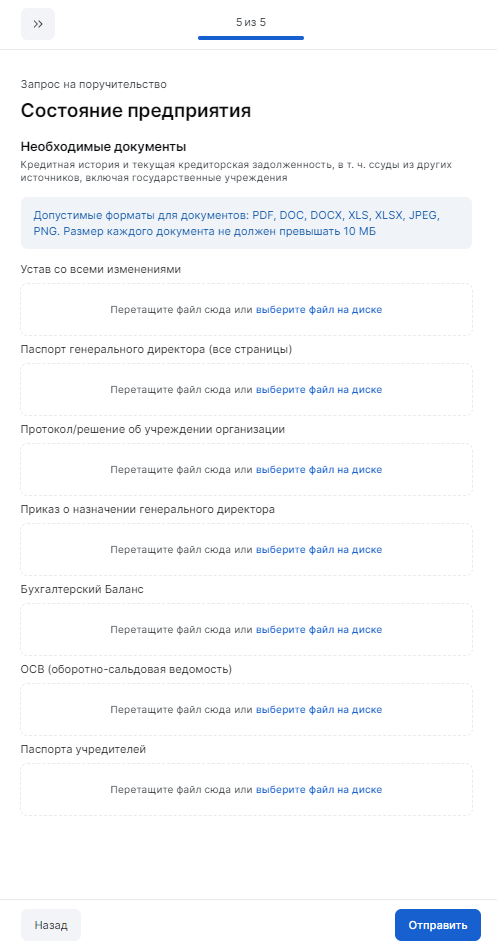 5 из 5
Запрос на поручительство
Состояние предприятия
Необходимые документы
Кредитная история и текущая кредиторская задолженность, в т. ч. ссуды из других
источников, включая государственные учреждения
Допустимые форматы для документов: PDF, DOC, DOCX, XLS, XLSX, JPEG,
PNG. Размер каждого документа не должен превышать 10 МБ
Устав со всеми изменениями
Перетащите файл сюда или выберите файл на диске
Паспорт генерального директора (все страницы)
Перетащите файл сюда или выберите файл на диске
Протокол/решение об учреждении организации
Перетащите файл сюда или выберите файл на диске
Приказ о назначении генерального директора
Перетащите файл сюда или выберите файл на диске
Бухгалтерский Баланс
Перетащите файл сюда или выберите файл на диске
ОСВ (оборотно-сальдовая ведомость)
Перетащите файл сюда или выберите файл на диске
Паспорта учредителей
Перетащите файл сюда или выберите файл на диске
Назад
Отправить